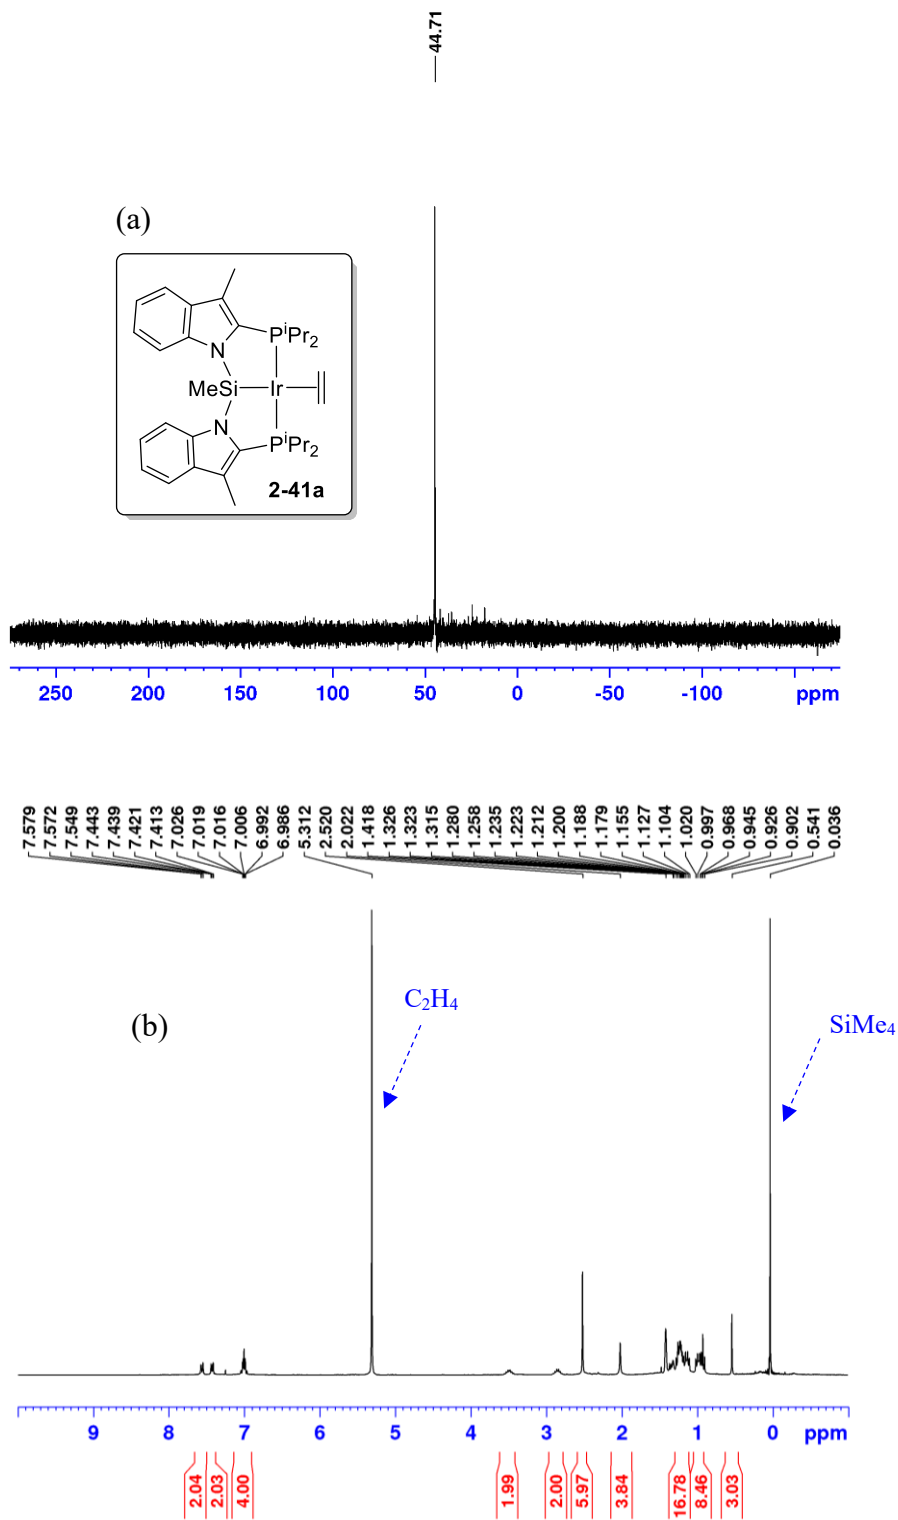 44.71
(a)
PⁱPr₂
N
MeSi
Ir
N
PⁱPr₂
2-41a
250 200 150 100 50 0 -50 -100 ppm
7.579 7.572 7.549 7.443 7.439 7.421 7.413 7.026 7.019 7.016 7.006 6.992 6.986 5.312 2.520 2.022 1.418 1.326 1.323 1.315 1.280 1.258 1.235 1.223 1.212 1.200 1.188 1.179 1.155 1.127 1.104 1.020 0.997 0.968 0.945 0.926 0.902 0.541 0.036
C₂H₄
(b)
SiMe₄
9 8 7 6 5 4 3 2 1 0 ppm
2.04 2.03 4.00 1.99 2.00 5.97 3.84 16.78 8.46 3.03